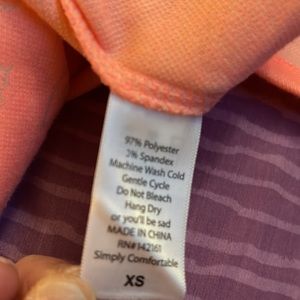 97% Polyester
3% Spandex
Machine Wash Cold
Gentle Cycle
Do Not Bleach
Hang Dry
or you'll be sad
MADE IN CHINA
RN#142161
Simply Comfortable
XS